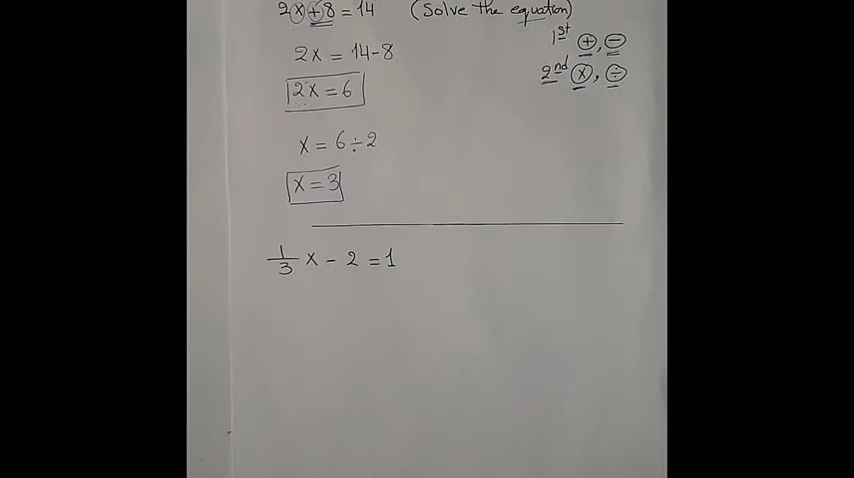 2x+8=14 (Solve the equation)
1st +, −
2x = 14-8
2nd ×, ÷
2x = 6
x = 6÷2
x = 3
1/3 x - 2 = 1